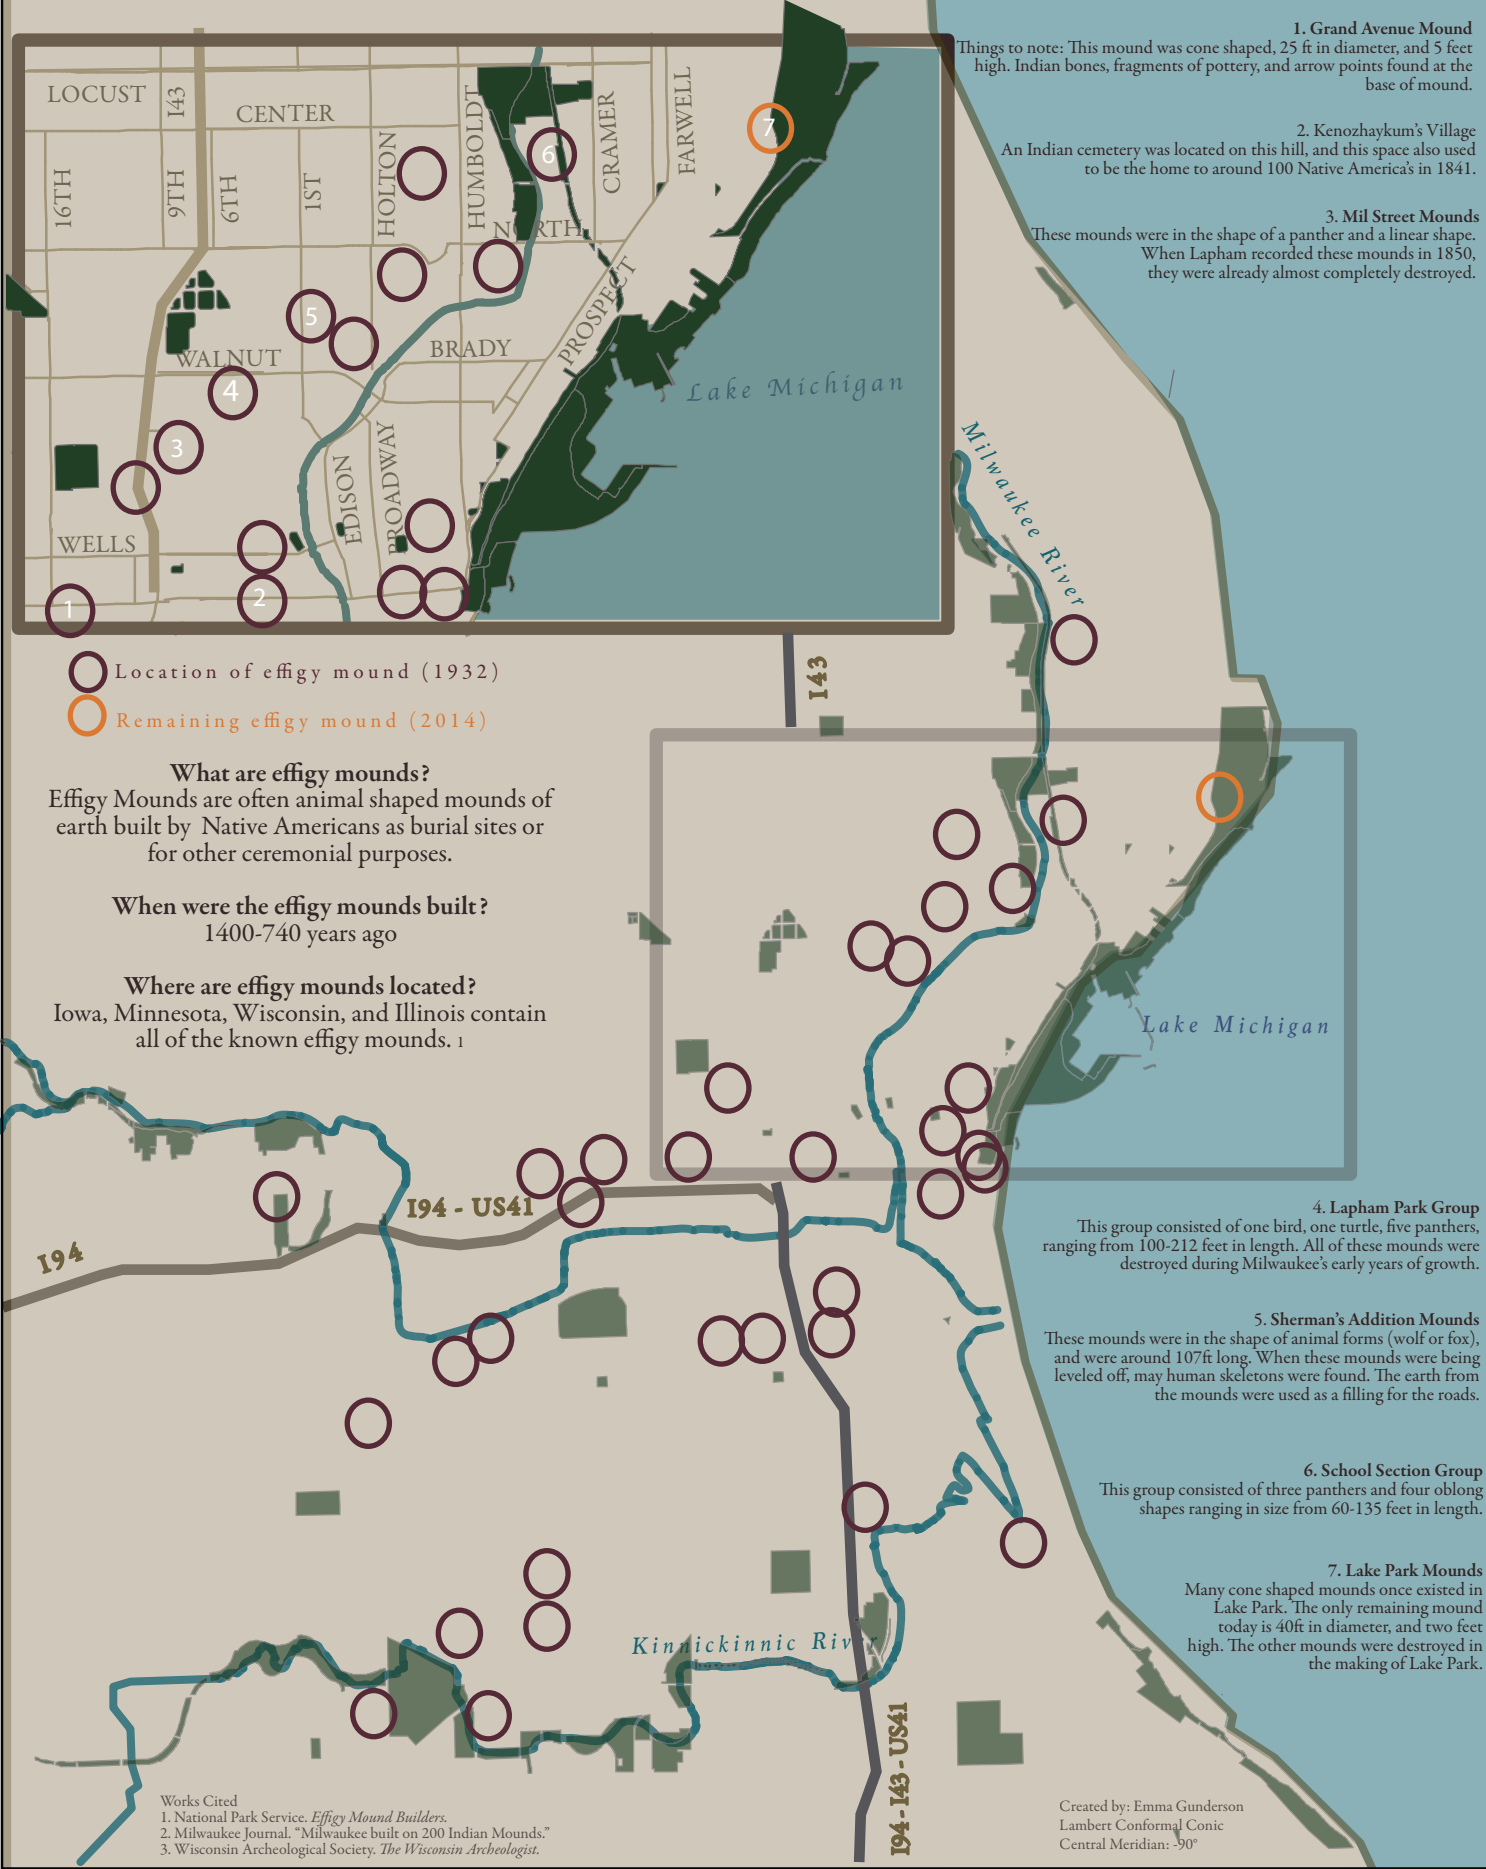 1. Grand Avenue Mound
Things to note: This mound was cone shaped, 25 ft in diameter, and 5 feet
high. Indian bones, fragments of pottery, and arrow points found at the
base of mound.
2. Kenozhaykum's Village
An Indian cemetery was located on this hill, and this space also used
to be the home to around 100 Native America's in 1841.
3. Mil Street Mounds
These mounds were in the shape of a panther and a linear shape.
When Lapham recorded these mounds in 1850,
they were already almost completely destroyed.
LOCUST
I43
CENTER
HOLTON
HUMBOLDT
CRAMER
FARWELL
7
6
16TH
9TH
6TH
1ST
NORTH
5
PROSPECT
WALNUT
BRADY
4
Lake Michigan
3
EDISON
BROADWAY
WELLS
1
2
Milwaukee River
Location of effigy mound (1932)
Remaining effigy mound (2014)
I43
What are effigy mounds?
Effigy Mounds are often animal shaped mounds of
earth built by Native Americans as burial sites or
for other ceremonial purposes.
When were the effigy mounds built?
1400-740 years ago
Where are effigy mounds located?
Iowa, Minnesota, Wisconsin, and Illinois contain
all of the known effigy mounds. 1
Lake Michigan
I94 - US41
I94
4. Lapham Park Group
This group consisted of one bird, one turtle, five panthers,
ranging from 100-212 feet in length. All of these mounds were
destroyed during Milwaukee's early years of growth.
5. Sherman's Addition Mounds
These mounds were in the shape of animal forms (wolf or fox),
and were around 107ft long. When these mounds were being
leveled off, may human skeletons were found. The earth from
the mounds were used as a filling for the roads.
6. School Section Group
This group consisted of three panthers and four oblong
shapes ranging in size from 60-135 feet in length.
7. Lake Park Mounds
Many cone shaped mounds once existed in
Lake Park. The only remaining mound
today is 40ft in diameter, and two feet
high. The other mounds were destroyed in
the making of Lake Park.
Kinnickinnic River
I94 - I43 - US41
Works Cited
1. National Park Service. Effigy Mound Builders.
2. Milwaukee Journal. "Milwaukee built on 200 Indian Mounds."
3. Wisconsin Archeological Society. The Wisconsin Archeologist.
Created by: Emma Gunderson
Lambert Conformal Conic
Central Meridian: -90°